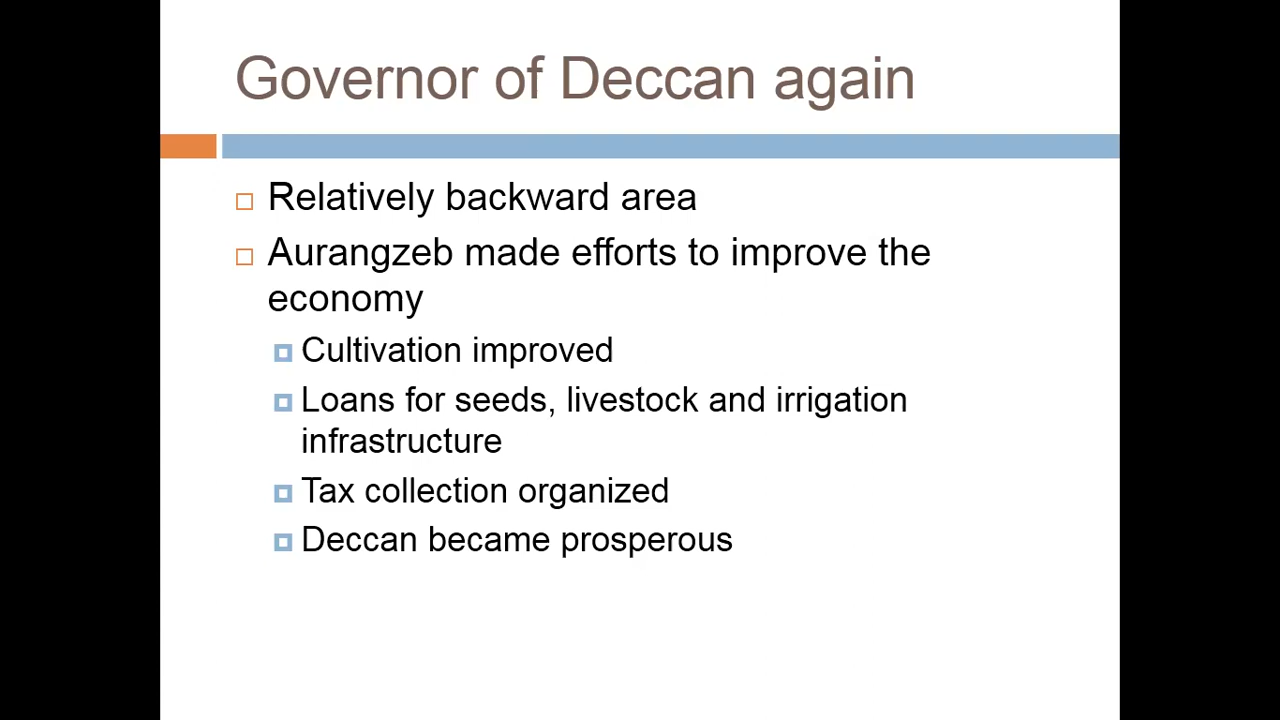 Governor of Deccan again
Relatively backward area
Aurangzeb made efforts to improve the
economy
Cultivation improved
Loans for seeds, livestock and irrigation
infrastructure
Tax collection organized
Deccan became prosperous